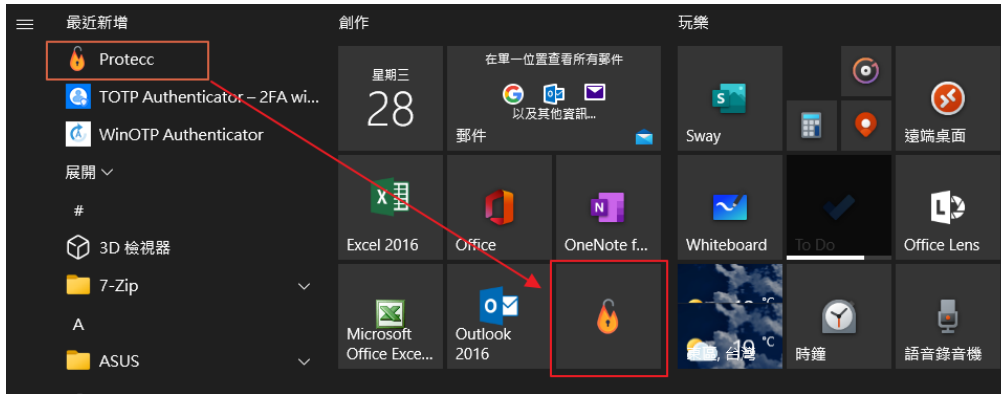 最近新增
Protecc
TOTP Authenticator – 2FA wi...
WinOTP Authenticator
展開
#
3D 檢視器
7-Zip
A
ASUS
創作
星期三
28
在單一位置查看所有郵件
以及其他資訊...
郵件
Excel 2016
Office
OneNote f...
Microsoft
Office Exce...
Outlook
2016
玩樂
Sway
遠端桌面
Whiteboard
To Do
Office Lens
台灣
時鐘
語音錄音機